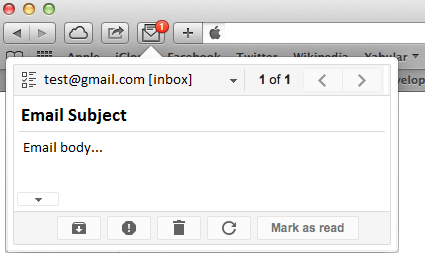 1
Apple iCloud Facebook Twitter Wikipedia Yahular
test@gmail.com [inbox] 1 of 1
Email Subject
Email body...
Mark as read